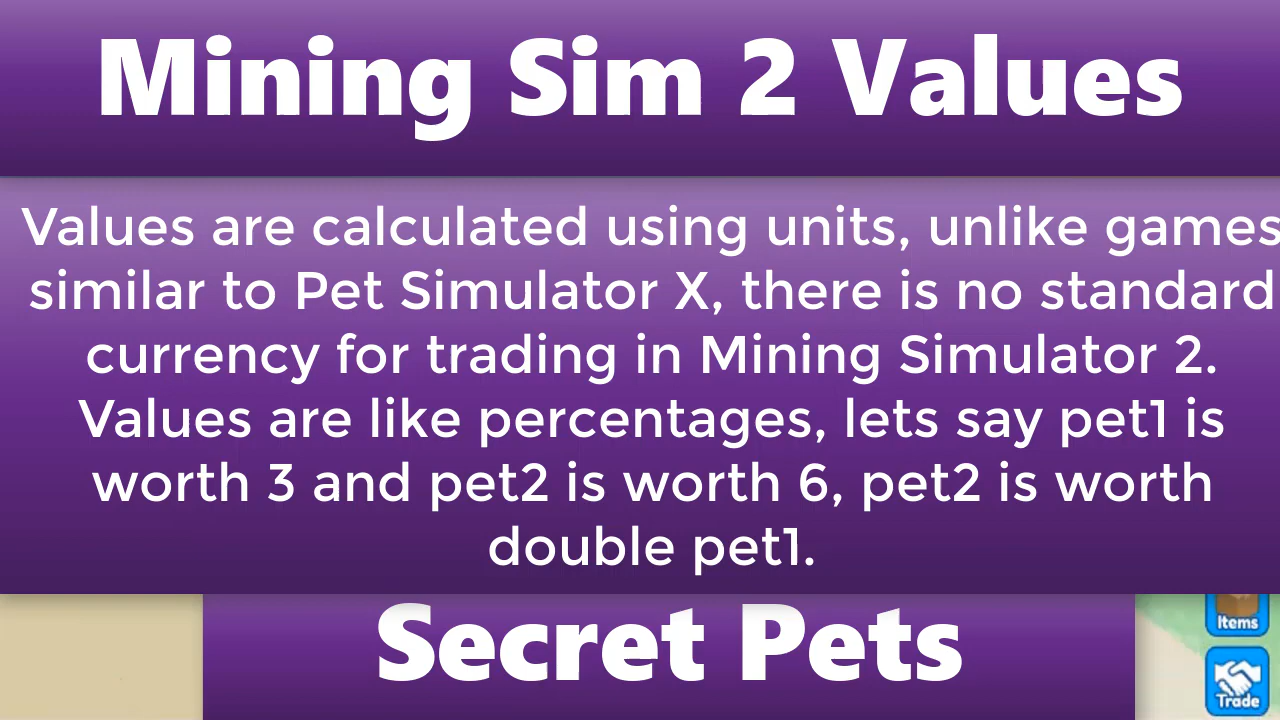 Mining Sim 2 Values
Values are calculated using units, unlike games
similar to Pet Simulator X, there is no standard
currency for trading in Mining Simulator 2.
Values are like percentages, lets say pet1 is
worth 3 and pet2 is worth 6, pet2 is worth
double pet1.
Secret Pets
Items
Trade